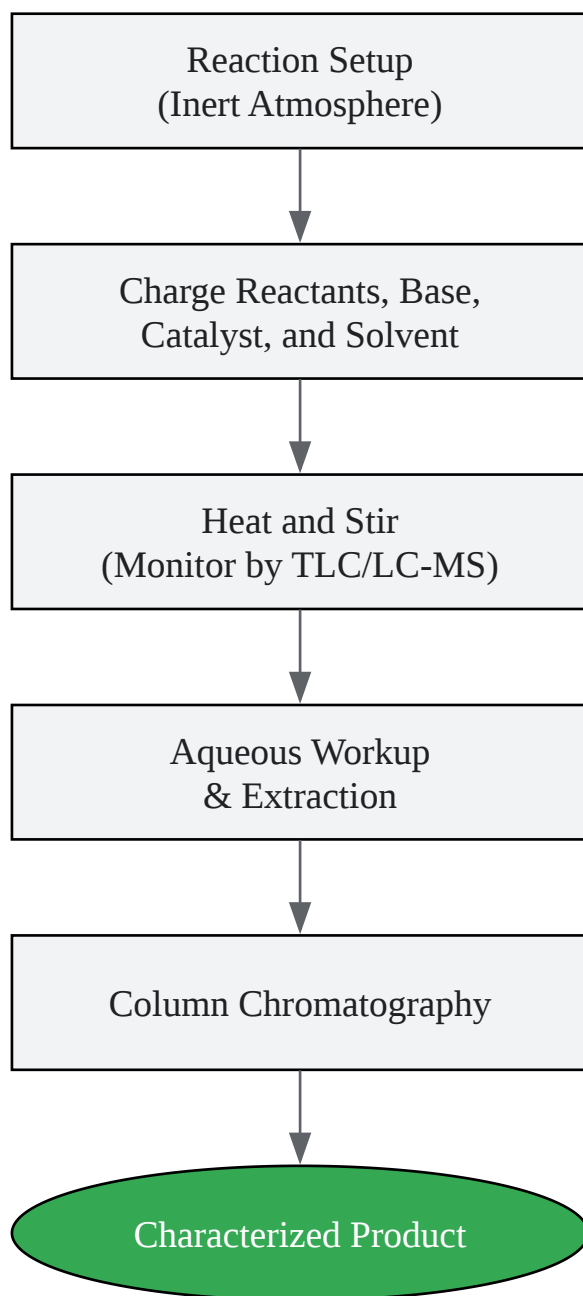 Reaction Setup
(Inert Atmosphere)
Charge Reactants, Base,
Catalyst, and Solvent
Heat and Stir
(Monitor by TLC/LC-MS)
Aqueous Workup
& Extraction
Column Chromatography
Characterized Product